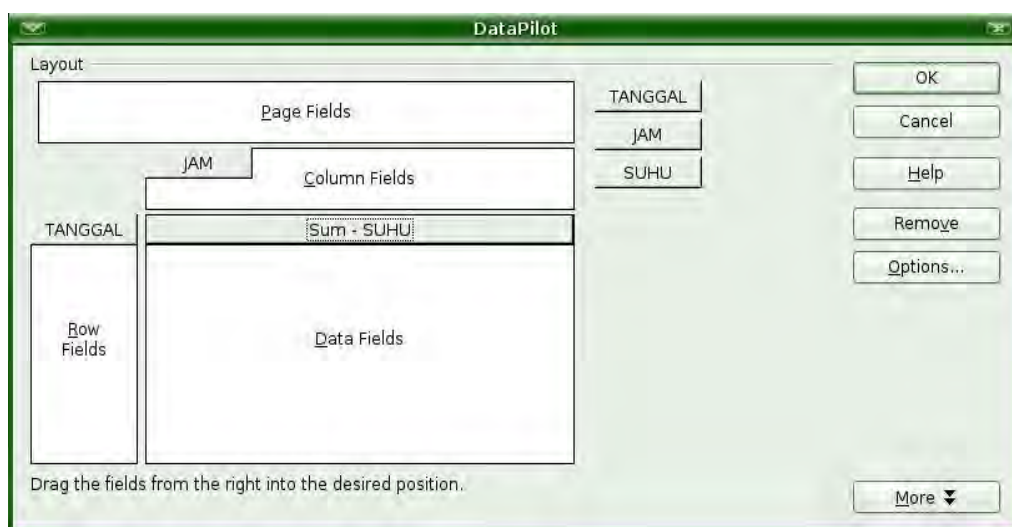 DataPilot
Layout
Page Fields
TANGGAL
JAM
SUHU
JAM
Column Fields
TANGGAL
Sum - SUHU
Row
Fields
Data Fields
OK
Cancel
Help
Remove
Options...
Drag the fields from the right into the desired position.
More